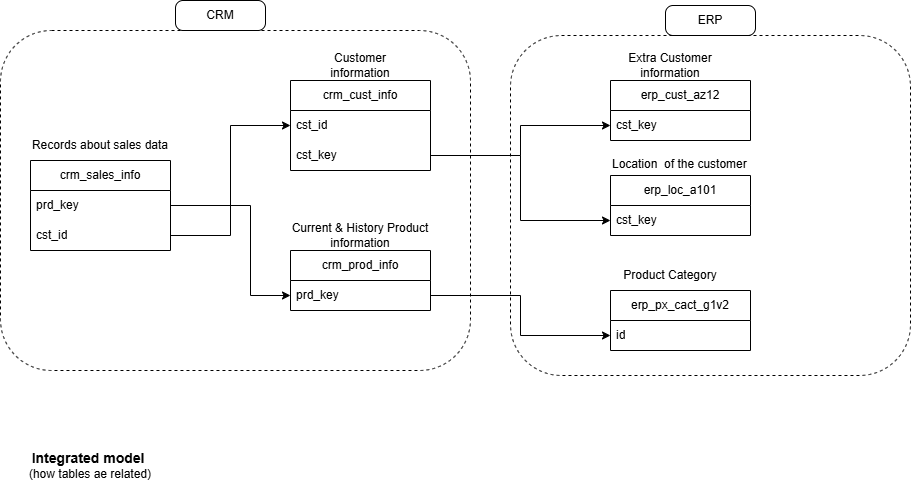 CRM
ERP
Customer
information
crm_cust_info
cst_id
cst_key
Records about sales data
crm_sales_info
prd_key
cst_id
Current & History Product
information
crm_prod_info
prd_key
Extra Customer
information
erp_cust_az12
cst_key
Location of the customer
erp_loc_a101
cst_key
Product Category
erp_px_cact_g1v2
id
Integrated model
(how tables ae related)